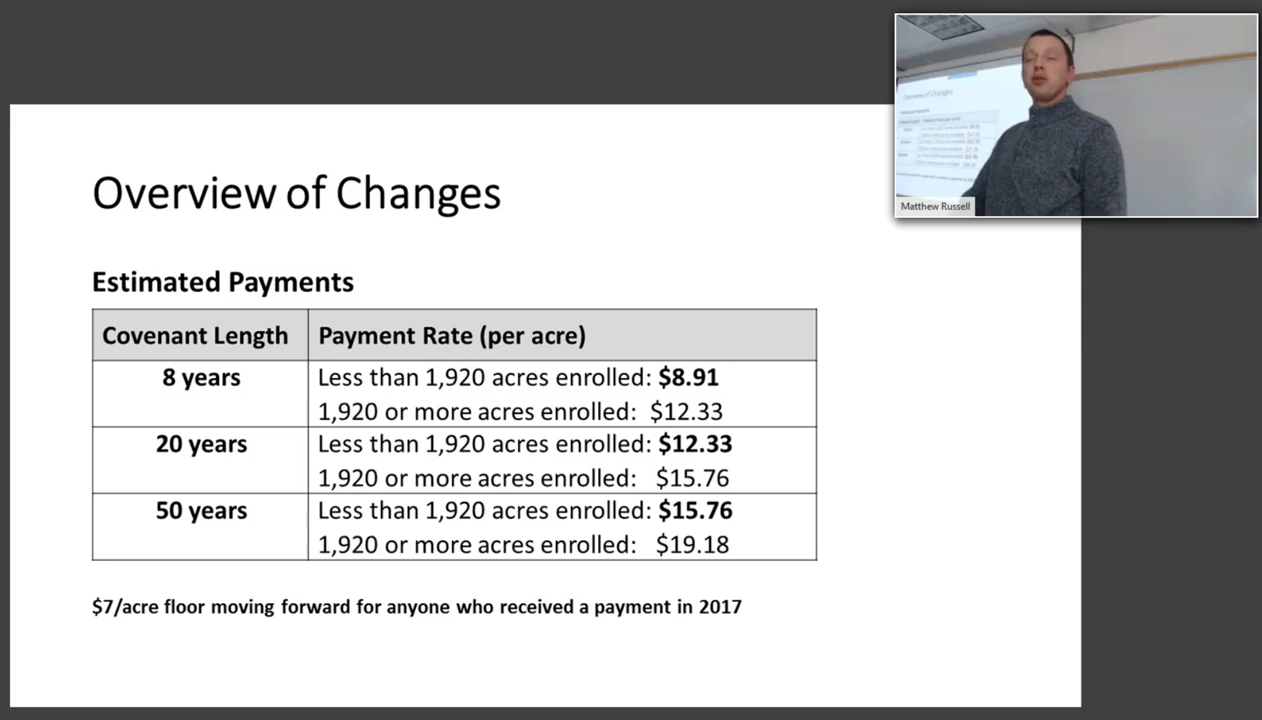 Overview of Changes
Estimated Payments
Covenant Length Payment Rate (per acre)
8 years Less than 1,920 acres enrolled: $8.91
1,920 or more acres enrolled: $12.33
20 years Less than 1,920 acres enrolled: $12.33
1,920 or more acres enrolled: $15.76
50 years Less than 1,920 acres enrolled: $15.76
1,920 or more acres enrolled: $19.18
$7/acre floor moving forward for anyone who received a payment in 2017
Overview of Changes
Matthew Russell